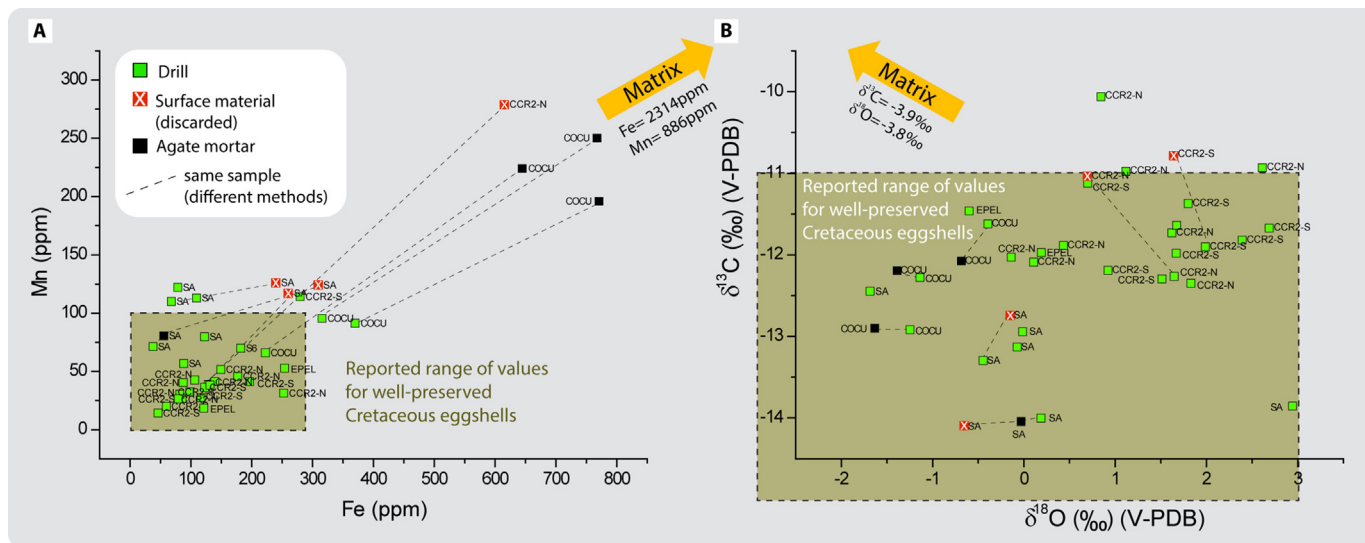 A
Drill
Surface material
(discarded)
Agate mortar
same sample
(different methods)
Mn (ppm)
300
250
200
150
100
50
0
0
100
200
300
400
500
600
700
800
Fe (ppm)
Matrix
Fe= 2314ppm
Mn= 886ppm
Reported range of values
for well-preserved
Cretaceous eggshells
CCR2-N
COCU
COCU
COCU
SA
SA
SA
SA
SA
SA
CCR2-S
COCU
COCU
SA
SA
SA
S6
COCU
SA
EPEL
CCR2-N
CCR2-N
CCR2-N
CCR2-N
CCR2-S
CCR2-S
CCR2-N
CCR2-S
CCR2-S
EPEL
CCR2-S
B
Matrix
δ¹³C= -3.9‰
δ¹⁸O=-3.8‰
δ¹³C (‰) (V-PDB)
-10
-11
-12
-13
-14
-2
-1
0
1
2
3
δ¹⁸O (‰) (V-PDB)
Reported range of values
for well-preserved
Cretaceous eggshells
CCR2-N
CCR2-S
CCR2-N
CCR2-N
CCR2-N
CCR2-S
CCR2-S
EPEL
COCU
CCR2-N
CCR2-S
CCR2-S
CCR2-S
CCR2-N
CCR2-N
EPEL
CCR2-N
COCU
COCU
COCU
CCR2-S
CCR2-S
CCR2-N
CCR2-N
SA
SA
COCU
COCU
SA
SA
SA
SA
SA
SA
SA